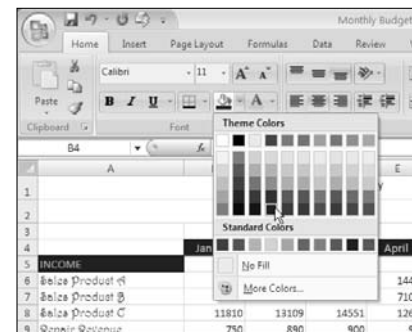 Monthly Budget
Home Insert Page Layout Formulas Data Review
Calibri 11 A A
Paste B I U A
Clipboard Font
Theme Colors
B4 fx
A E
1
2
3
4 Jan April
Standard Colors
No Fill
More Colors...
5 INCOME
6 Sales Product A 144
7 Sales Product B 710
8 Sales Product C 11810 13109 14551 126
9 Repair Revenue 750 890 900